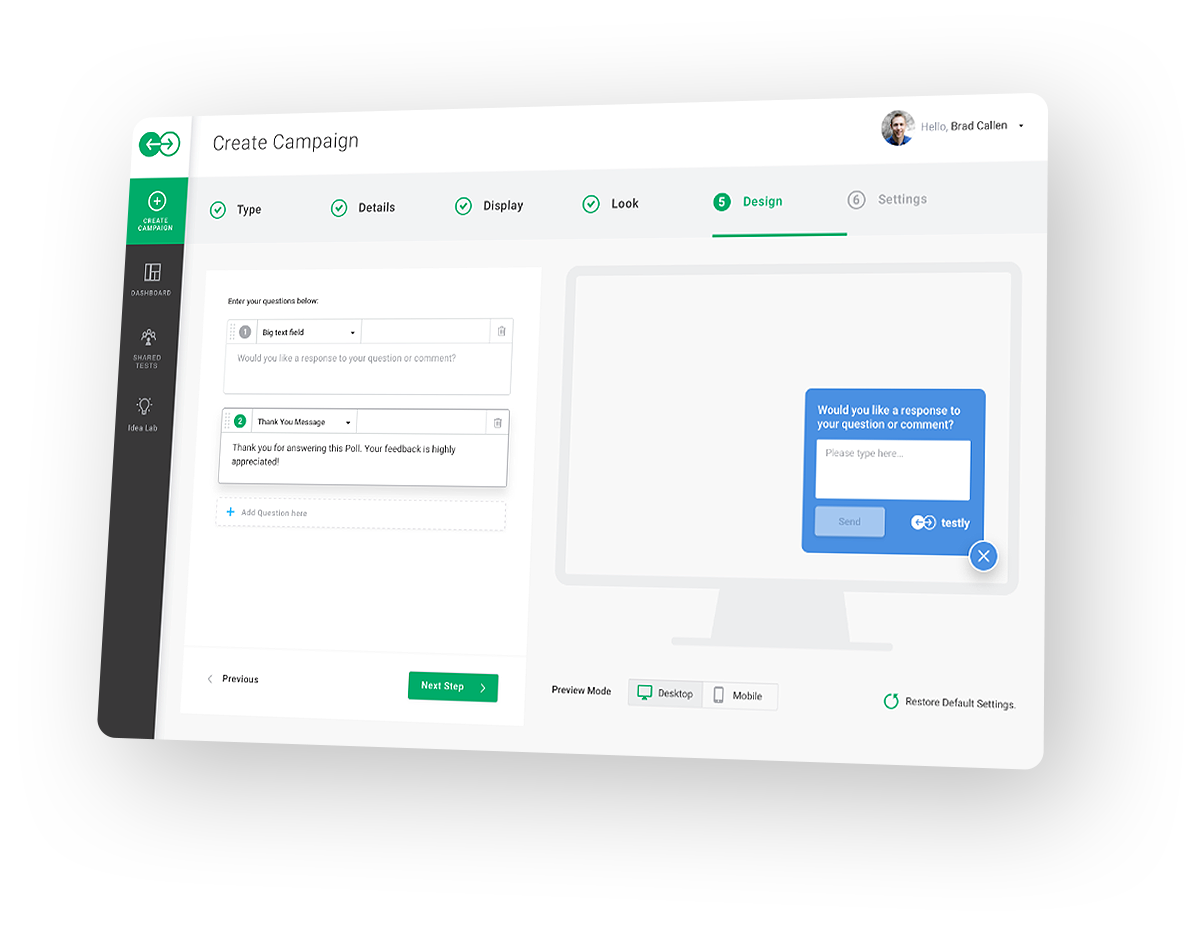 Create Campaign
Hello, Brad Callen
CREATE
CAMPAIGN
DASHBOARD
SHARED
TESTS
Idea Lab
Type
Details
Display
Look
5 Design
6 Settings
Enter your questions below:
1 Big text field
Would you like a response to your question or comment?
2 Thank You Message
Thank you for answering this Poll. Your feedback is highly
appreciated!
+ Add Question here
Previous
Next Step
Would you like a response to
your question or comment?
Please type here...
Send
testly
Preview Mode
Desktop
Mobile
Restore Default Settings.